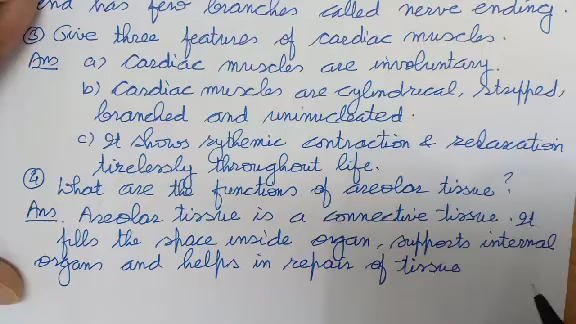 end has few branches called nerve ending.
③ Give three features of cardiac muscles.
Ans a) Cardiac muscles are involuntary.
b) Cardiac muscles are cylindrical, stripped,
branched and uninucleated.
c) It shows rythemic contraction & relaxation
tirelessly throughout life.
④ What are the functions of areolar tissue?
Ans. Areolar tissue is a connective tissue. It
fills the space inside organ, supports internal
organs and helps in repair of tissue